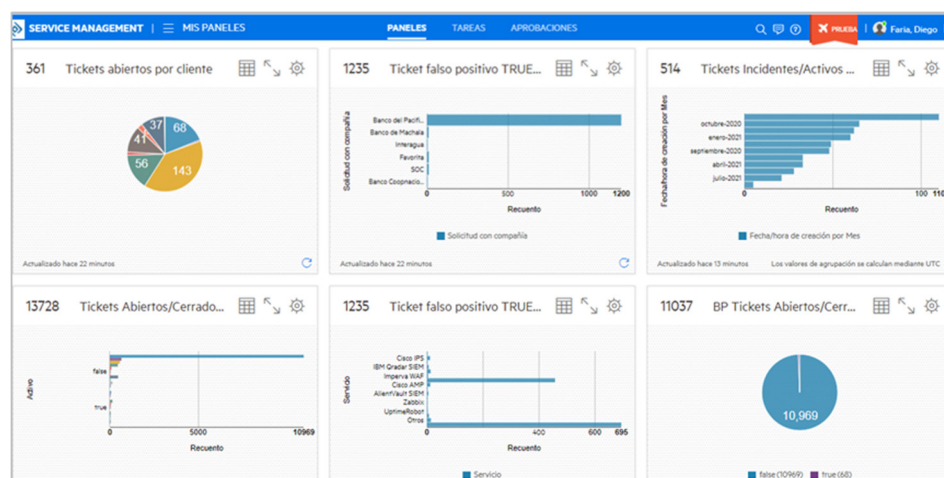 SERVICE MANAGEMENT | MIS PANELES PANELES TAREAS APROBACIONES PRUEBA Faria, Diego
361 Tickets abiertos por cliente
37 68
41
56 143
Actualizado hace 22 minutos
1235 Ticket falso positivo TRUE...
Solicitud con compañía
Banco del Pacifi...
Banco de Machala
Interagua
Favorita
SOC
Banco Coopnacio...
0 500 1000 1200
Recuento
Solicitud con compañía
Actualizado hace 22 minutos
514 Tickets Incidentes/Activos ...
Fecha/hora de creación por Mes
octubre-2020
enero-2021
septiembre-2020
abril-2021
julio-2021
0 100 110
Recuento
Fecha/hora de creación por Mes
Actualizado hace 13 minutos Los valores de agrupación se calculan mediante UTC
13728 Tickets Abiertos/Cerrado...
Activo
false
true
0 5000 10969
Recuento
1235 Ticket falso positivo TRUE...
Servicio
Cisco IPS
IBM Qradar SIEM
Imperva WAF
Cisco AMP
AlienVault SIEM
Zabbix
UptimeRobot
Otros
0 400 600 695
Recuento
Servicio
11037 BP Tickets Abiertos/Cerr...
10,969
false (10969) true (68)